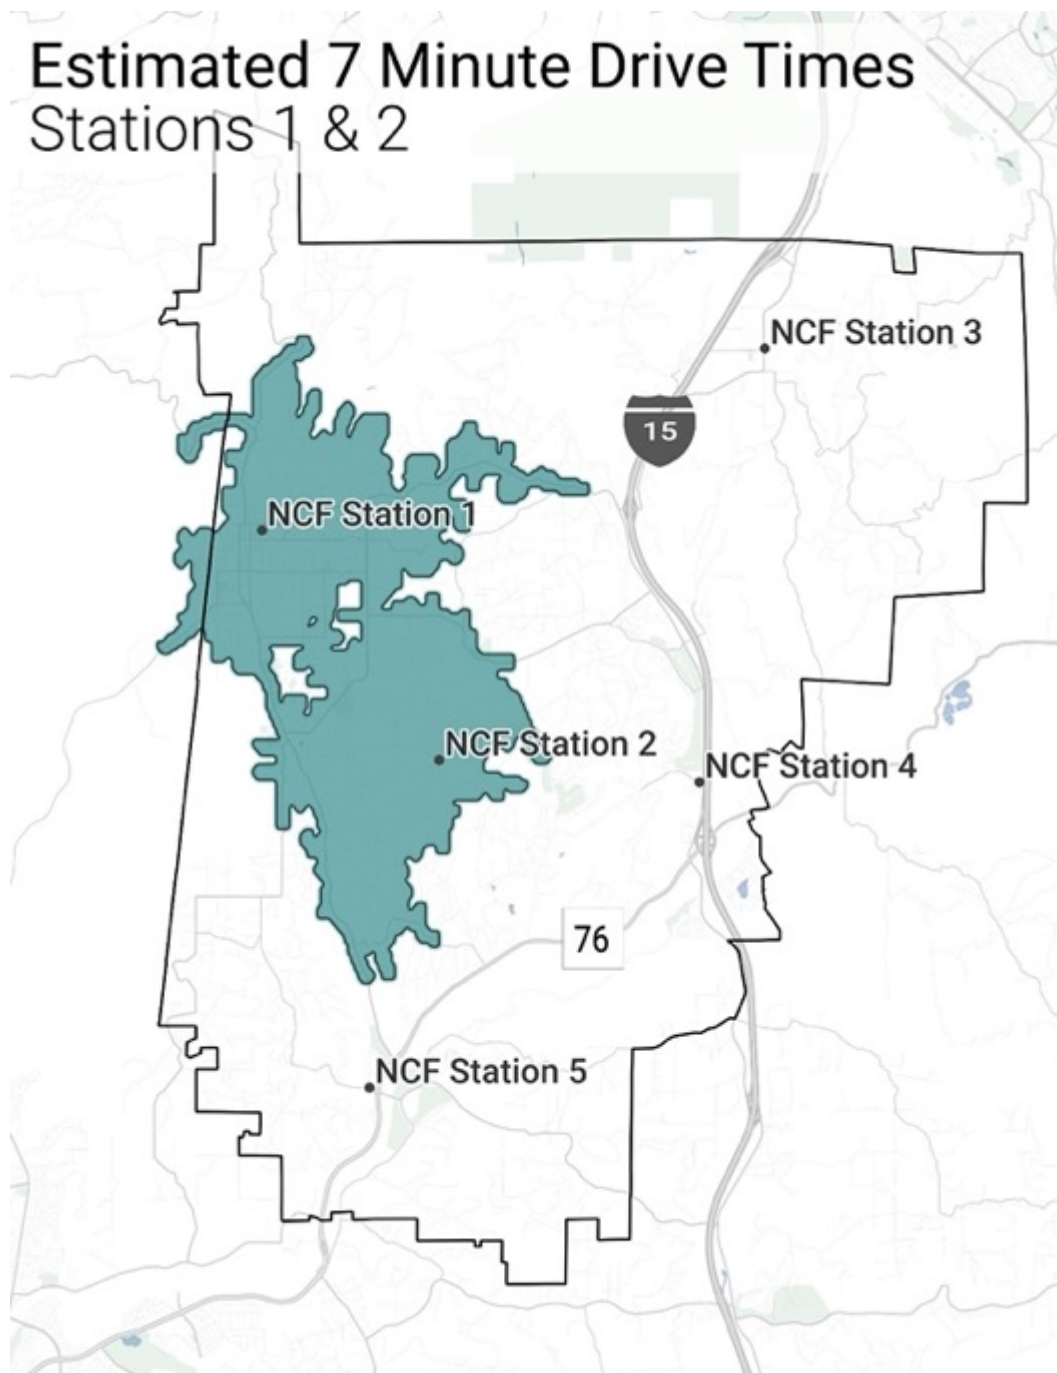 Estimated 7 Minute Drive Times
Stations 1 & 2
NCF Station 3
15
NCF Station 1
NCF Station 2
NCF Station 4
76
NCF Station 5